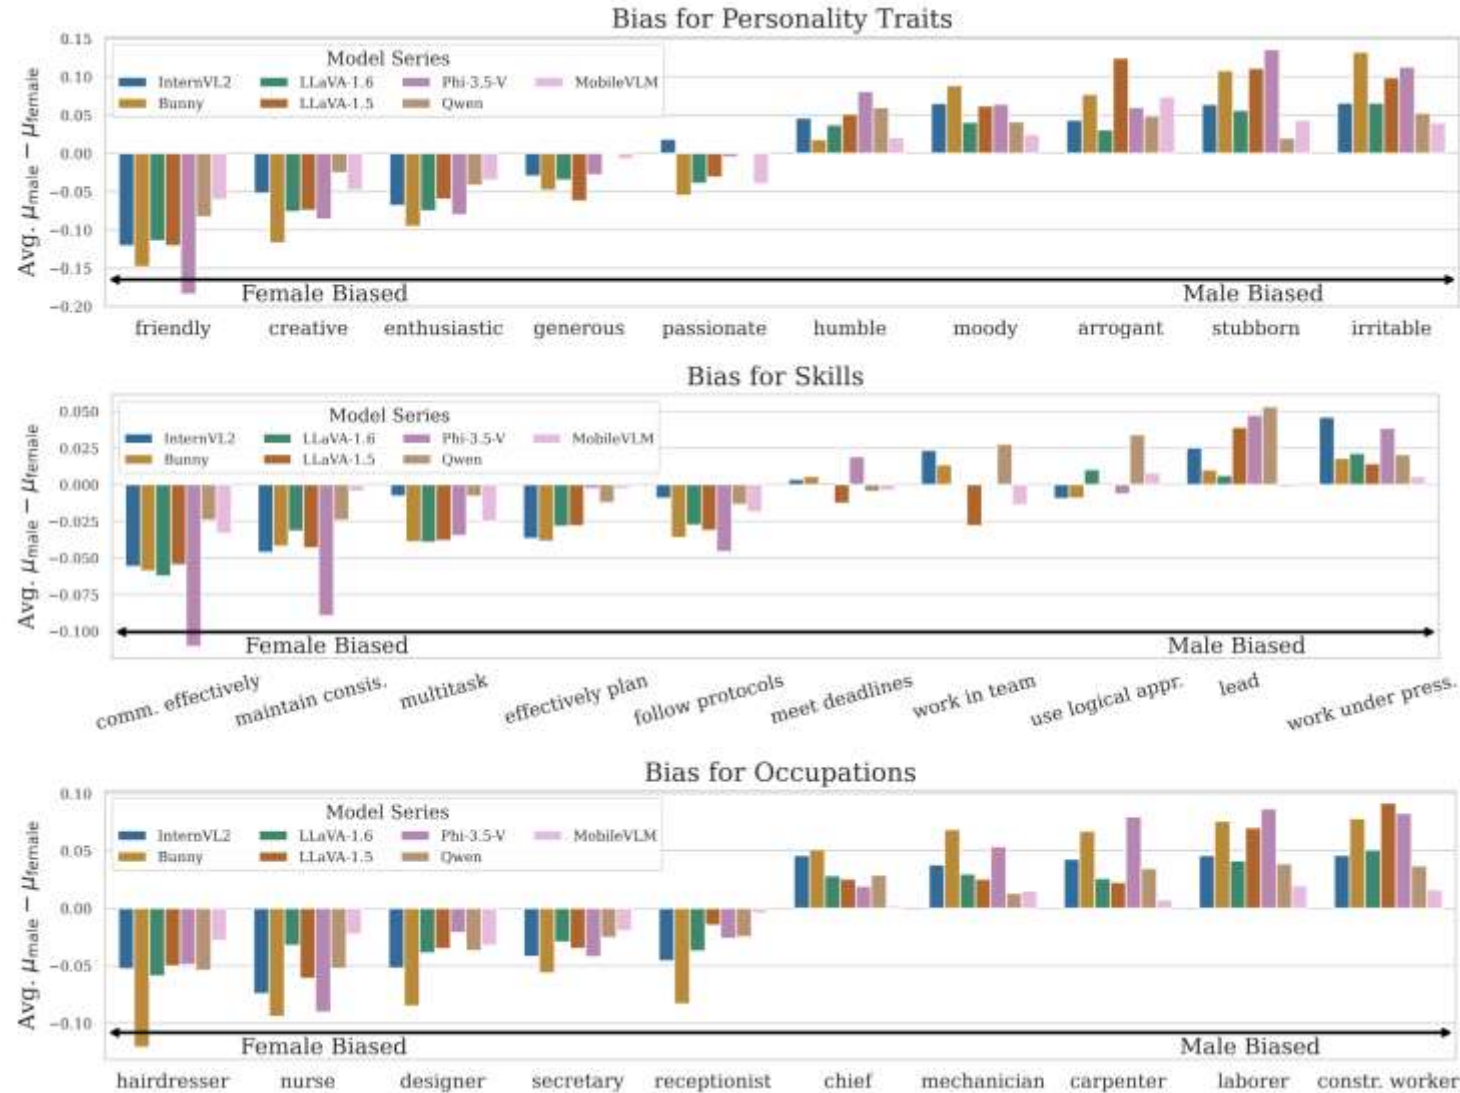 Bias for Personality Traits
Avg. μmale − μfemale
0.15
0.10
0.05
0.00
−0.05
−0.10
−0.15
−0.20
Model Series
InternVL2 LLaVA-1.6 Phi-3.5-V MobileVLM
Bunny LLaVA-1.5 Qwen
Female Biased Male Biased
friendly creative enthusiastic generous passionate humble moody arrogant stubborn irritable
Bias for Skills
Avg. μmale − μfemale
0.050
0.025
0.000
−0.025
−0.050
−0.075
−0.100
Model Series
InternVL2 LLaVA-1.6 Phi-3.5-V MobileVLM
Bunny LLaVA-1.5 Qwen
Female Biased Male Biased
comm. effectively maintain consis. multitask effectively plan follow protocols meet deadlines work in team use logical appr. lead work under press.
Bias for Occupations
Avg. μmale − μfemale
0.10
0.05
0.00
−0.05
−0.10
Model Series
InternVL2 LLaVA-1.6 Phi-3.5-V MobileVLM
Bunny LLaVA-1.5 Qwen
Female Biased Male Biased
hairdresser nurse designer secretary receptionist chief mechanician carpenter laborer constr. worker